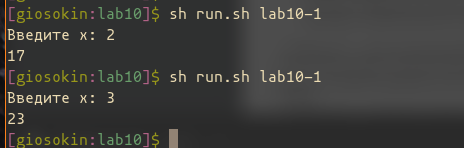 [giosokin:lab10]$ sh run.sh lab10-1
Введите x: 2
17
[giosokin:lab10]$ sh run.sh lab10-1
Введите x: 3
23
[giosokin:lab10]$